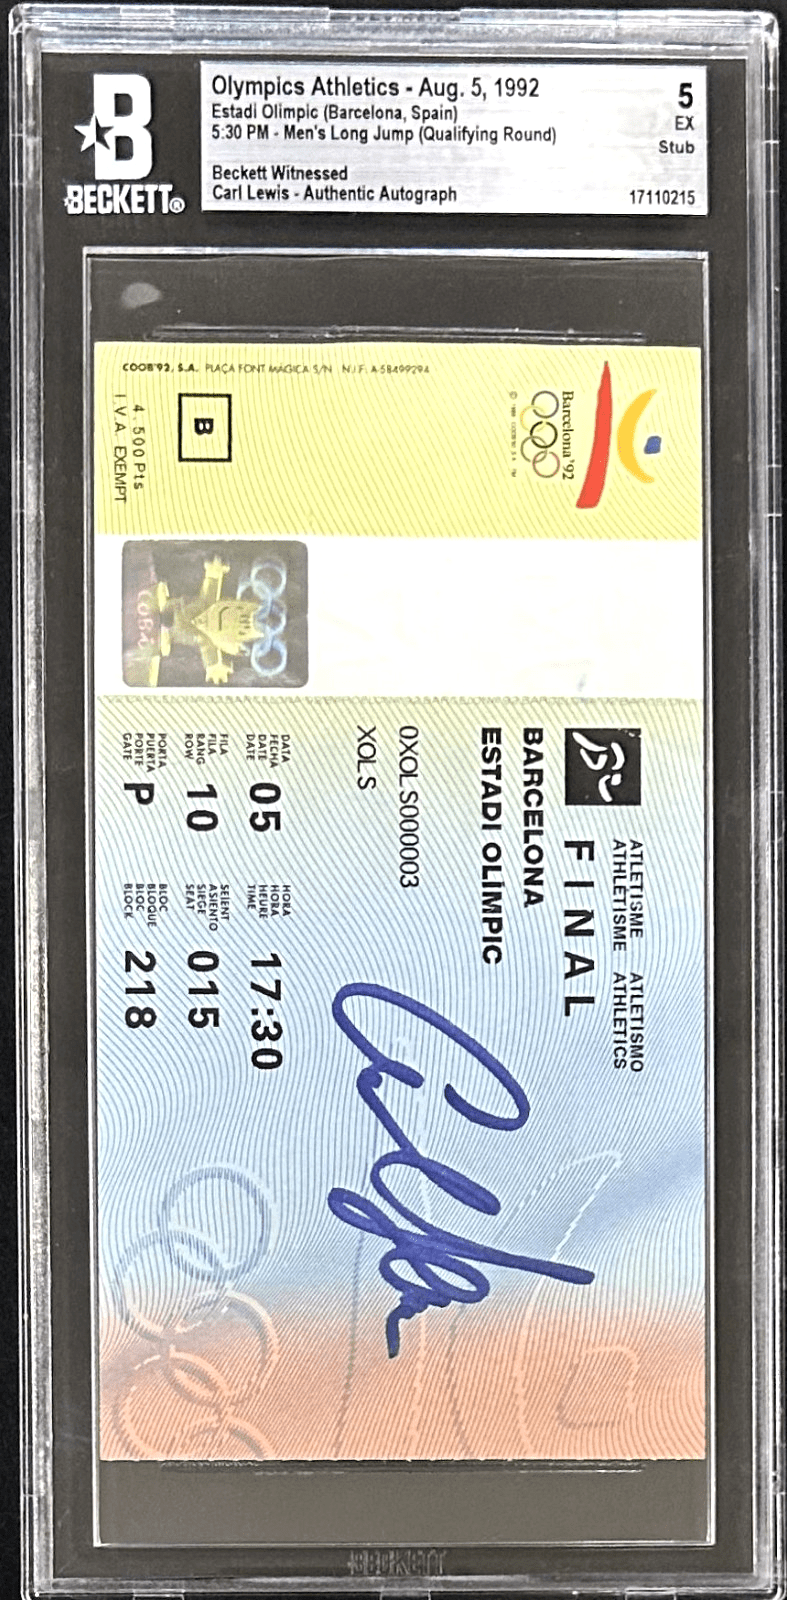 BECKETT®
Olympics Athletics - Aug. 5, 1992
Estadi Olimpic (Barcelona, Spain)
5:30 PM - Men's Long Jump (Qualifying Round)
Beckett Witnessed
Carl Lewis - Authentic Autograph
5
EX
Stub
17110215
COOB'92, S.A. PLAÇA FONT MÀGICA S/N N.I.F. A-58499294
Barcelona'92
B
4.500 Pts
I.V.A. EXEMPT
ATLETISME ATLETISMO
ATHLÉTISME ATHLETICS
FINAL
BARCELONA
ESTADI OLÍMPIC
0XOLS000003
XOLS
DATA
FECHA
DATE
DATE
05
HORA
HORA
HEURE
TIME
17:30
FILA
FILA
RANG
ROW
10
SEIENT
ASIENTO
SIEGE
SEAT
015
PORTA
PUERTA
PORTE
GATE
P
BLOC
BLOQUE
BLOC
BLOCK
218
BECKETT